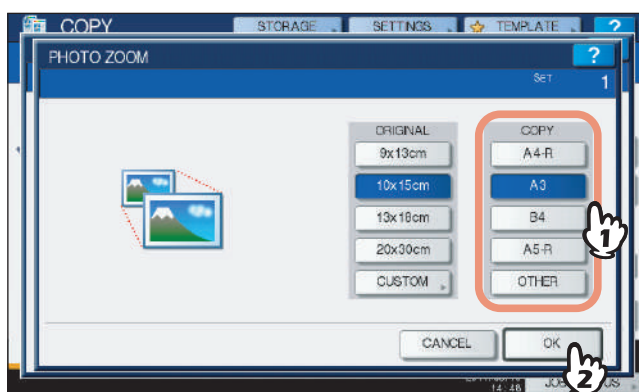 COPY STORAGE SETTINGS TEMPLATE ?
PHOTO ZOOM ?
SET 1
ORIGINAL COPY
9x13cm A4-R
10x15cm A3
13x18cm B4
1
20x30cm A5-R
CUSTOM OTHER
CANCEL OK
2
14:48